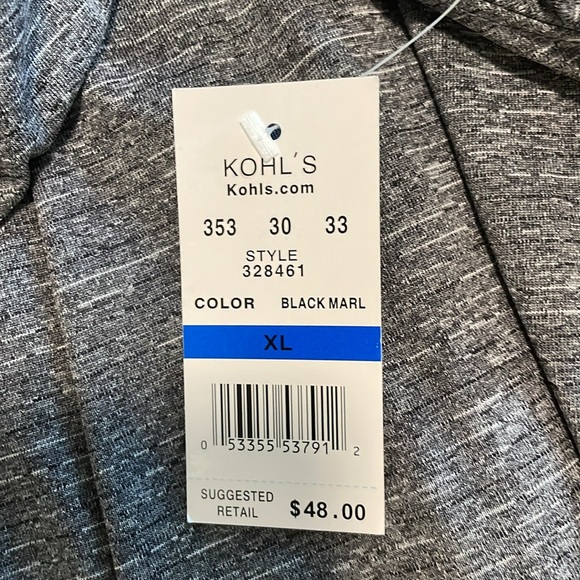 KOHL'S
Kohls.com
353 30 33
STYLE
328461
COLOR BLACK MARL
XL
0 53355 53791 2
SUGGESTED
RETAIL $48.00